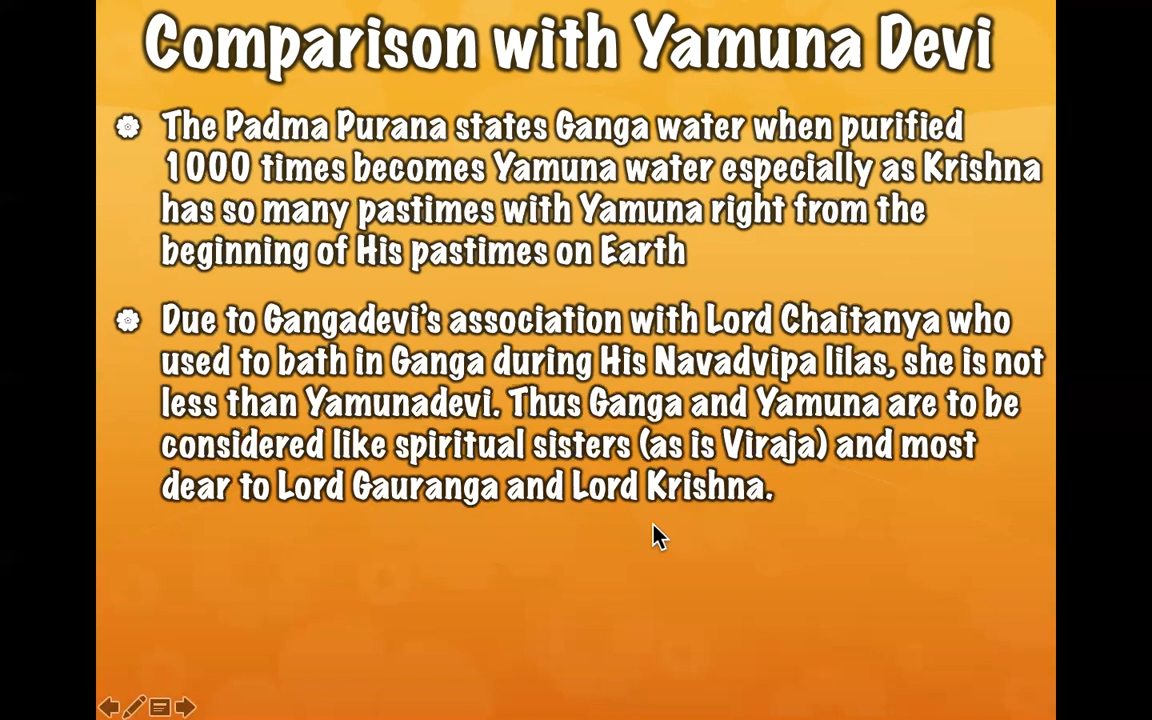 Comparison with Yamuna Devi
The Padma Purana states Ganga water when purified
1000 times becomes Yamuna water especially as Krishna
has so many pastimes with Yamuna right from the
beginning of His pastimes on Earth
Due to Gangadevi's association with Lord Chaitanya who
used to bath in Ganga during His Navadvipa lilas, she is not
less than Yamunadevi. Thus Ganga and Yamuna are to be
considered like spiritual sisters (as is Viraja) and most
dear to Lord Gauranga and Lord Krishna.